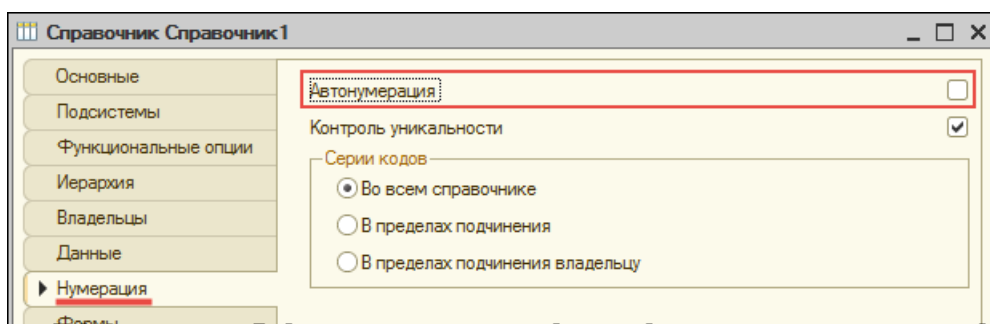 Справочник Справочник1
Основные
Подсистемы
Функциональные опции
Иерархия
Владельцы
Данные
Нумерация
Формы
Автонумерация
Контроль уникальности
Серии кодов
Во всем справочнике
В пределах подчинения
В пределах подчинения владельцу